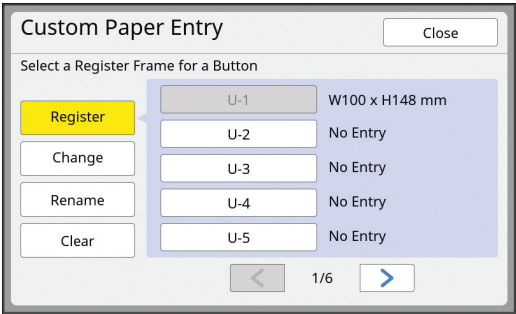 Custom Paper Entry
Close
Select a Register Frame for a Button
Register
Change
Rename
Clear
U-1 W100 x H148 mm
U-2 No Entry
U-3 No Entry
U-4 No Entry
U-5 No Entry
1/6